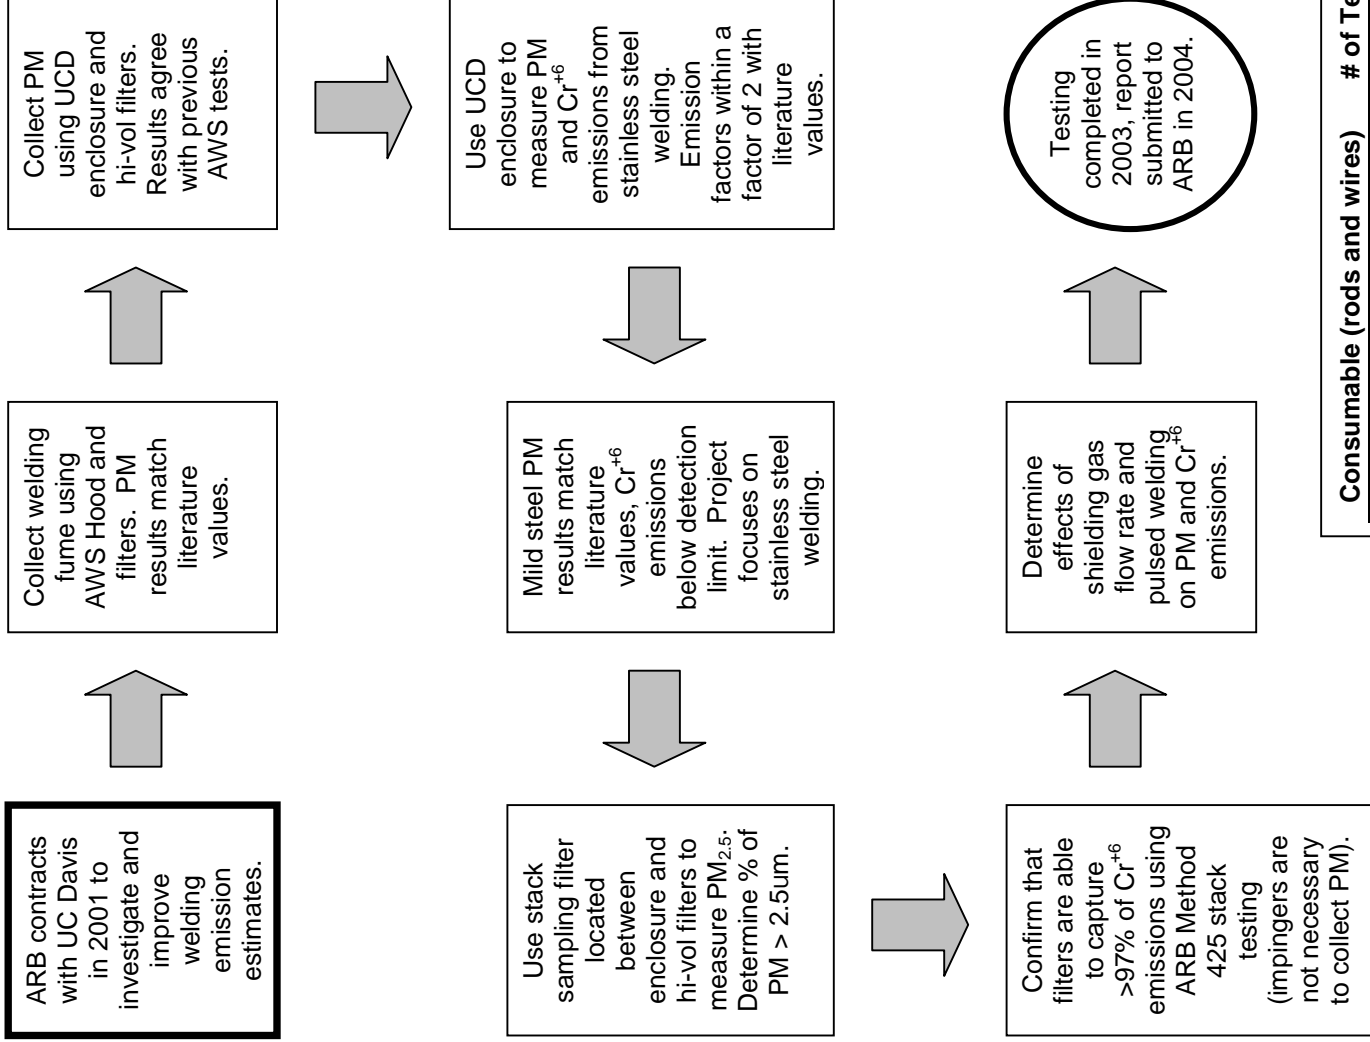 ARB contracts
with UC Davis
in 2001 to
investigate and
improve
welding
emission
estimates.
Collect welding
fume using
AWS Hood and
filters. PM
results match
literature
values.
Collect PM
using UCD
enclosure and
hi-vol filters.
Results agree
with previous
AWS tests.
Use UCD
enclosure to
measure PM
and Cr+6
emissions from
stainless steel
welding.
Emission
factors within a
factor of 2 with
literature
values.
Mild steel PM
results match
literature
values, Cr+6
emissions
below detection
limit. Project
focuses on
stainless steel
welding.
Use stack
sampling filter
located
between
enclosure and
hi-vol filters to
measure PM2.5.
Determine % of
PM > 2.5um.
Confirm that
filters are able
to capture
>97% of Cr+6
emissions using
ARB Method
425 stack
testing
(impingers are
not necessary
to collect PM).
Determine
effects of
shielding gas
flow rate and
pulsed welding
on PM and Cr+6
emissions.
Testing
completed in
2003, report
submitted to
ARB in 2004.
Consumable (rods and wires) # of Te